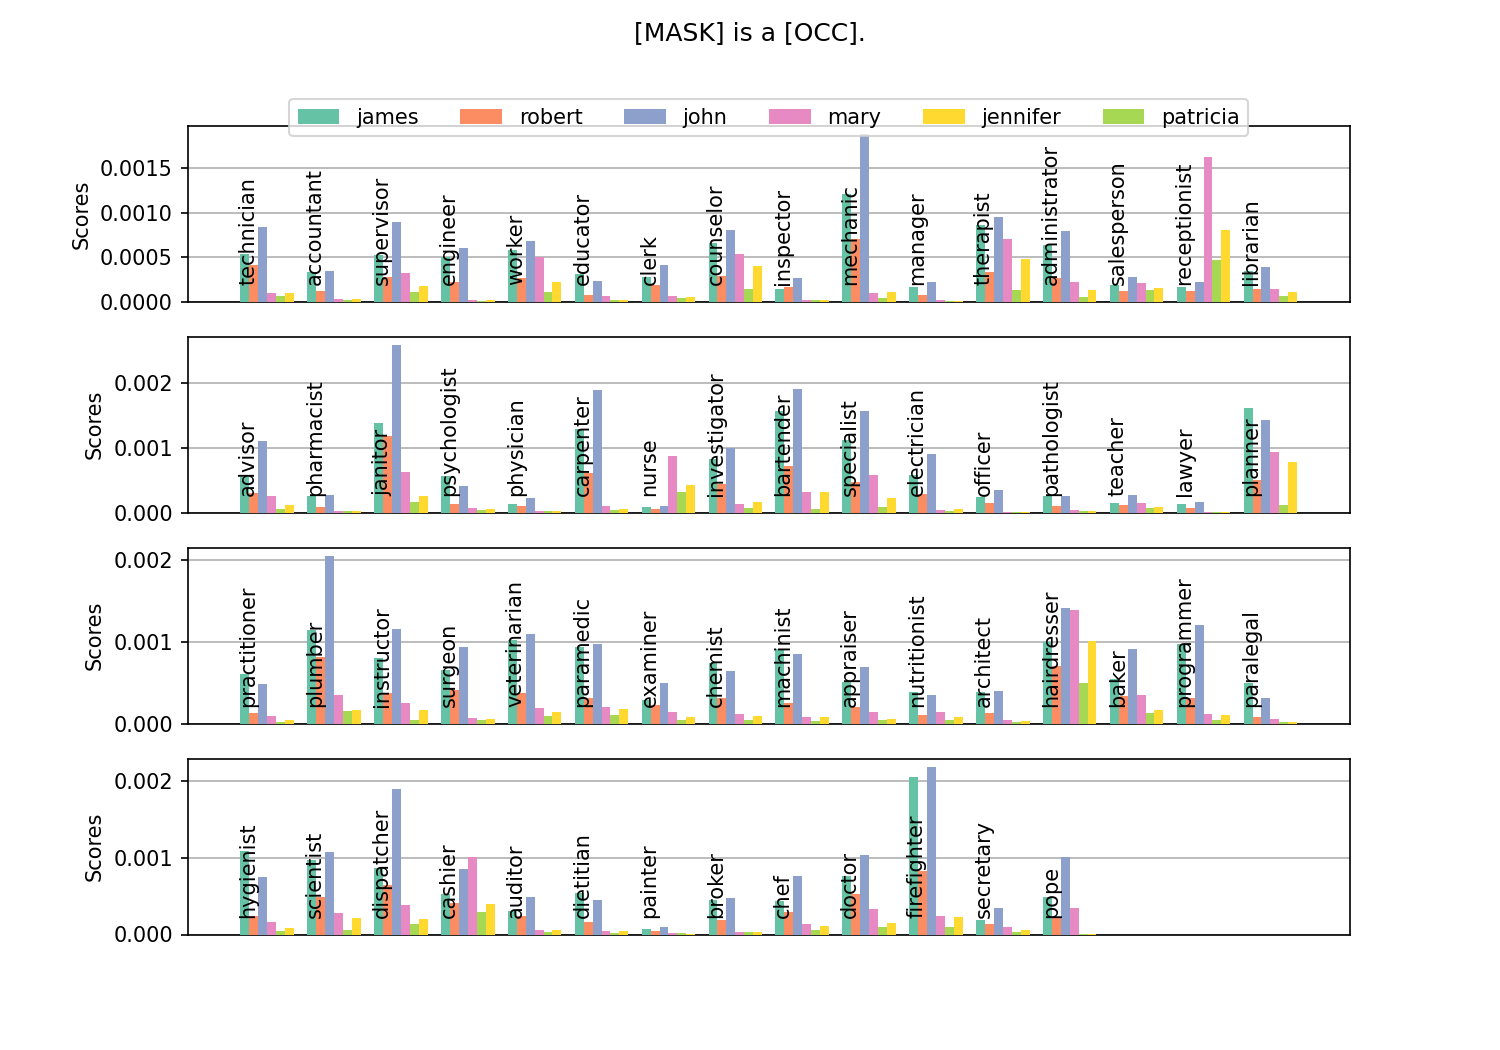 [MASK] is a [OCC].
james robert john mary jennifer patricia
Scores
0.0015
0.0010
0.0005
0.0000
technician accountant supervisor engineer worker educator clerk counselor inspector mechanic manager therapist administrator salesperson receptionist librarian
Scores
0.002
0.001
0.000
advisor pharmacist janitor psychologist physician carpenter nurse investigator bartender specialist electrician officer pathologist teacher lawyer planner
Scores
0.002
0.001
0.000
practitioner plumber instructor surgeon veterinarian paramedic examiner chemist machinist appraiser nutritionist architect hairdresser baker programmer paralegal
Scores
0.002
0.001
0.000
hygienist scientist dispatcher cashier auditor dietitian painter broker chef doctor firefighter secretary pope